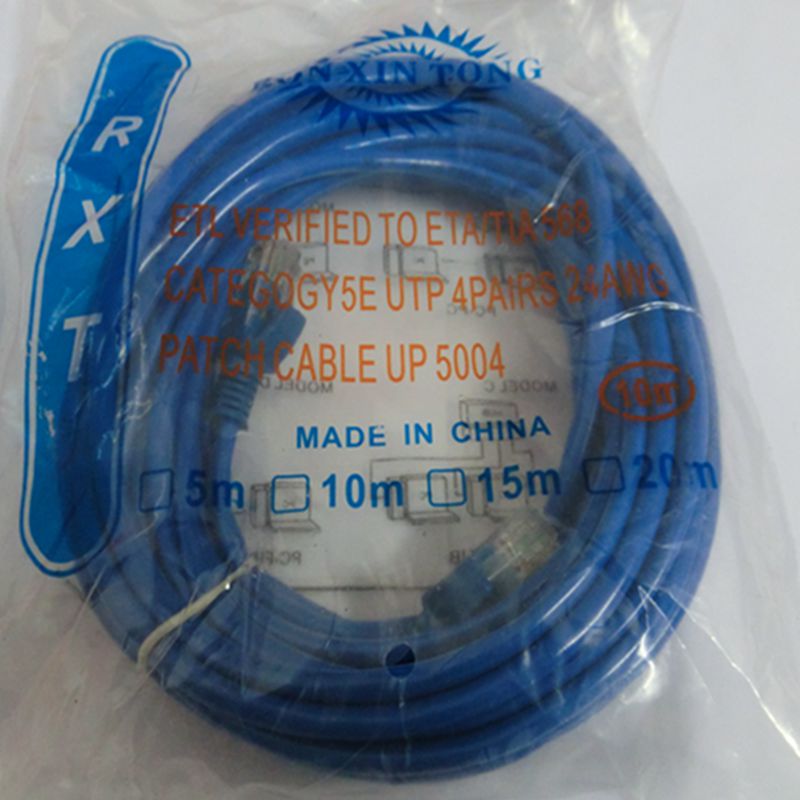 XIN TONG
R
X
T
ETL VERIFIED TO ETA/TIA 568
CATEGOGY5E UTP 4PAIRS 24AWG
PATCH CABLE UP 5004
10m
MADE IN CHINA
5m 10m 15m 20m